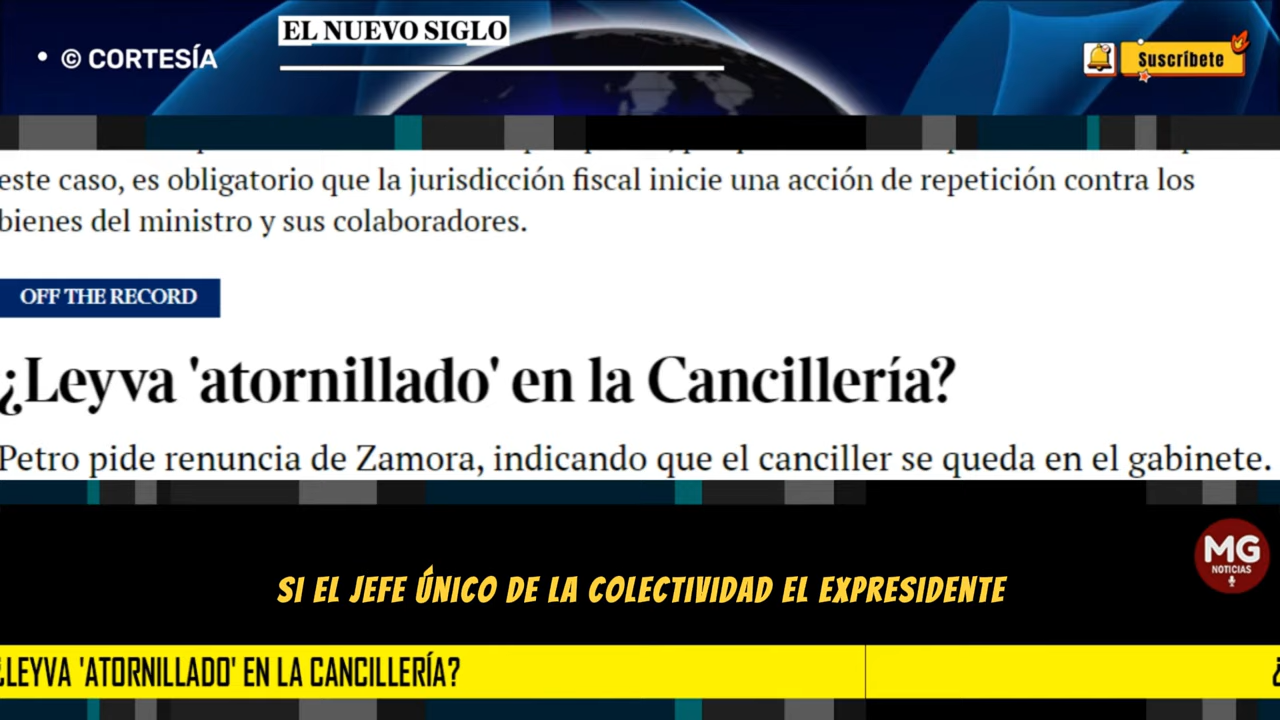 EL NUEVO SIGLO
• © CORTESÍA
Suscríbete
este caso, es obligatorio que la jurisdicción fiscal inicie una acción de repetición contra los
bienes del ministro y sus colaboradores.
OFF THE RECORD
¿Leyva 'atornillado' en la Cancillería?
Petro pide renuncia de Zamora, indicando que el canciller se queda en el gabinete.
MG
NOTICIAS
SI EL JEFE ÚNICO DE LA COLECTIVIDAD EL EXPRESIDENTE
¿LEYVA 'ATORNILLADO' EN LA CANCILLERÍA?